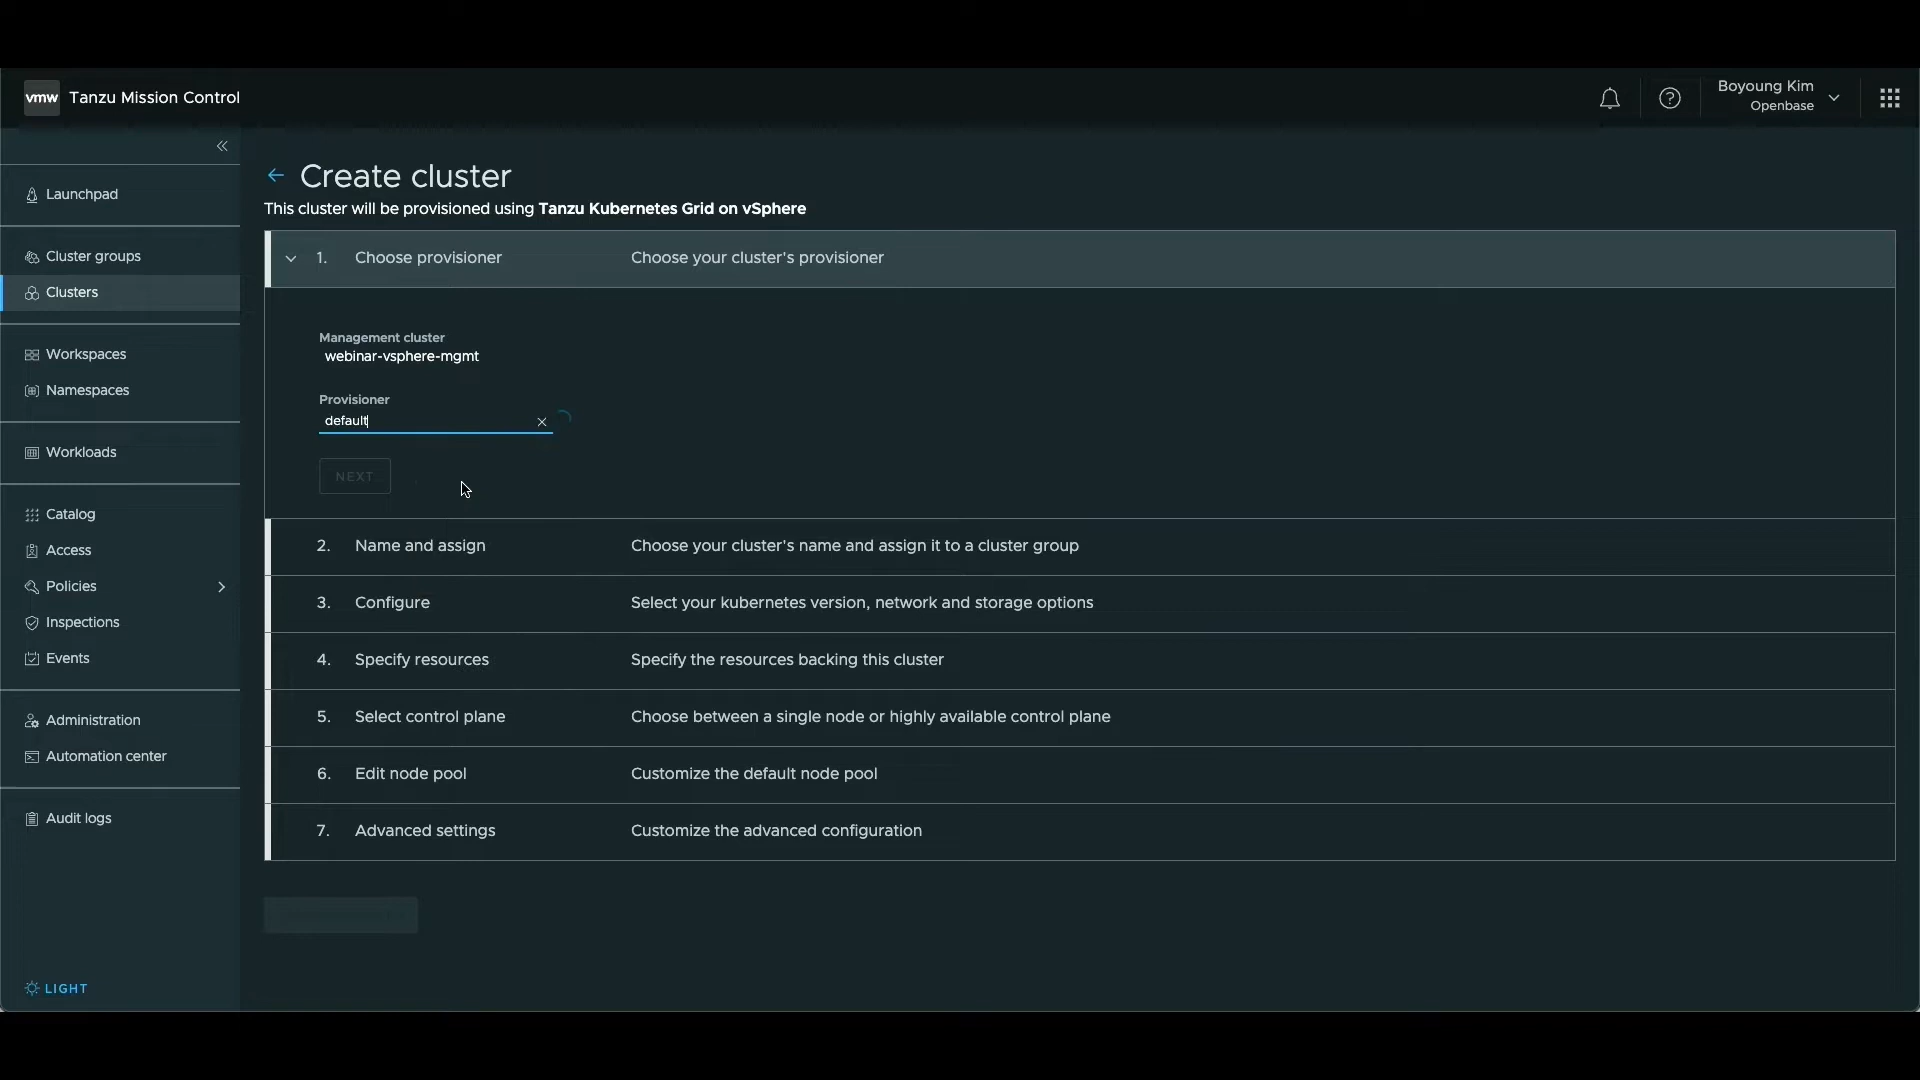 vmw Tanzu Mission Control
Boyoung Kim
Openbase
Launchpad
Cluster groups
Clusters
Workspaces
Namespaces
Workloads
Catalog
Access
Policies
Inspections
Events
Administration
Automation center
Audit logs
LIGHT
Create cluster
This cluster will be provisioned using Tanzu Kubernetes Grid on vSphere
1. Choose provisioner Choose your cluster's provisioner
Management cluster
webinar-vsphere-mgmt
Provisioner
default
NEXT
2. Name and assign Choose your cluster's name and assign it to a cluster group
3. Configure Select your kubernetes version, network and storage options
4. Specify resources Specify the resources backing this cluster
5. Select control plane Choose between a single node or highly available control plane
6. Edit node pool Customize the default node pool
7. Advanced settings Customize the advanced configuration